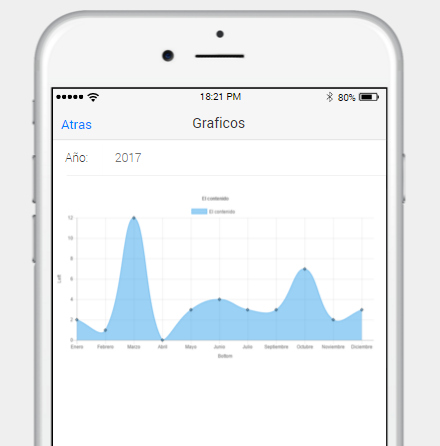 18:21 PM 80%
Atras Graficos
Año: 2017
El contenido
El contenido
12
10
8
6
4
2
0
Left
Enero Febrero Marzo Abril Mayo Junio Julio Septiembre Octubre Noviembre Diciembre
Bottom